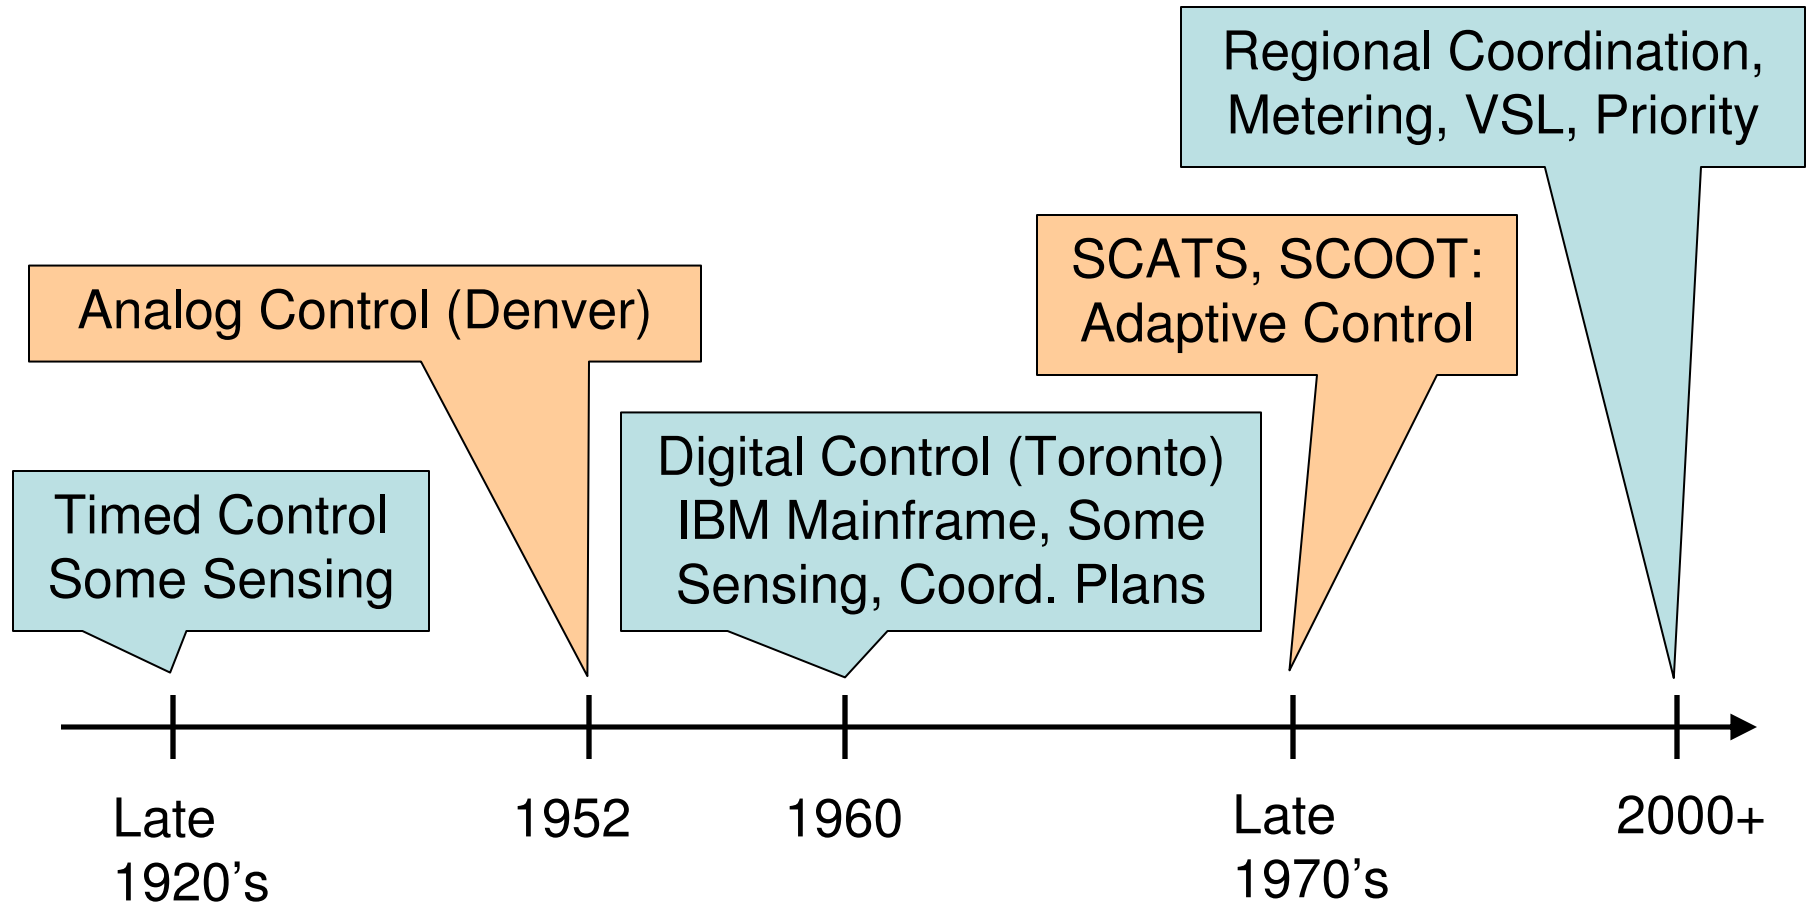 Regional Coordination,
Metering, VSL, Priority
SCATS, SCOOT:
Adaptive Control
Analog Control (Denver)
Digital Control (Toronto)
IBM Mainframe, Some
Sensing, Coord. Plans
Timed Control
Some Sensing
Late
1920’s
1952
1960
Late
1970’s
2000+